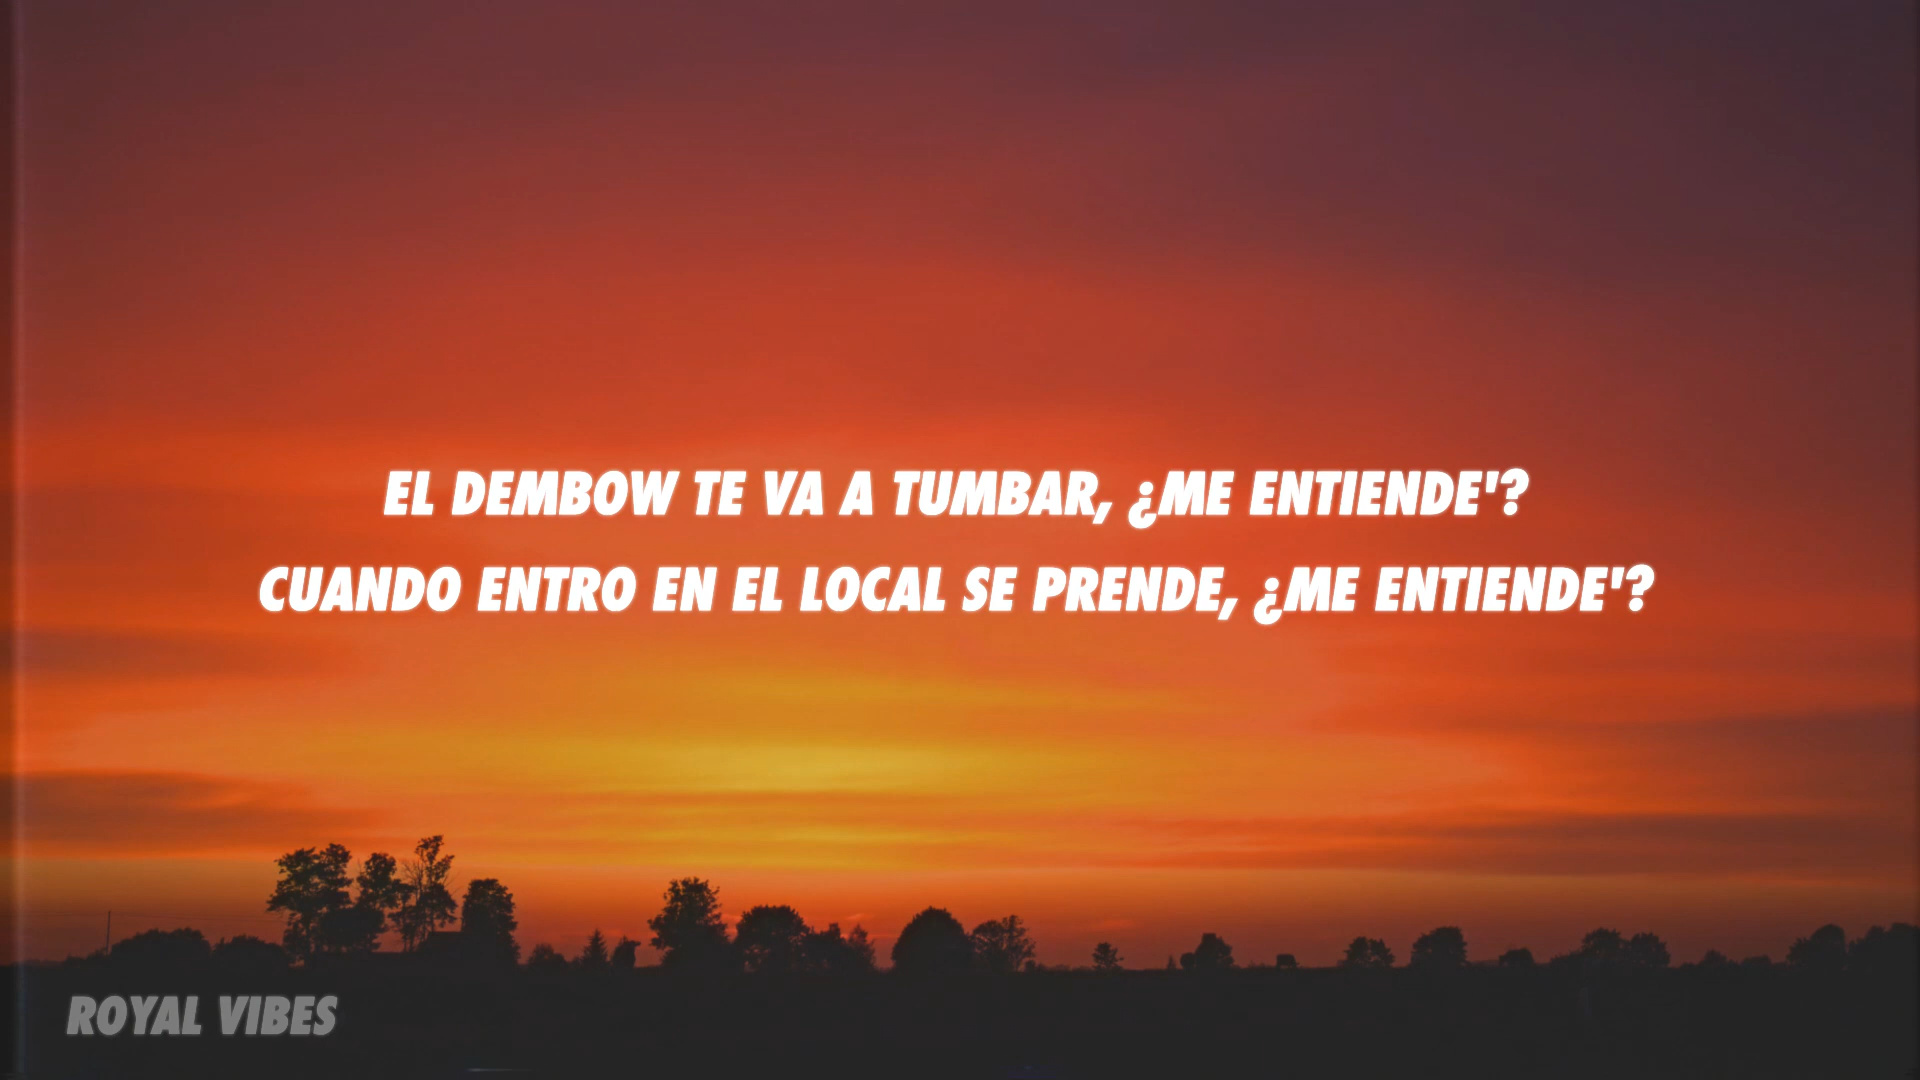 EL DEMBOW TE VA A TUMBAR, ¿ME ENTIENDE'?
CUANDO ENTRO EN EL LOCAL SE PRENDE, ¿ME ENTIENDE'?
ROYAL VIBES